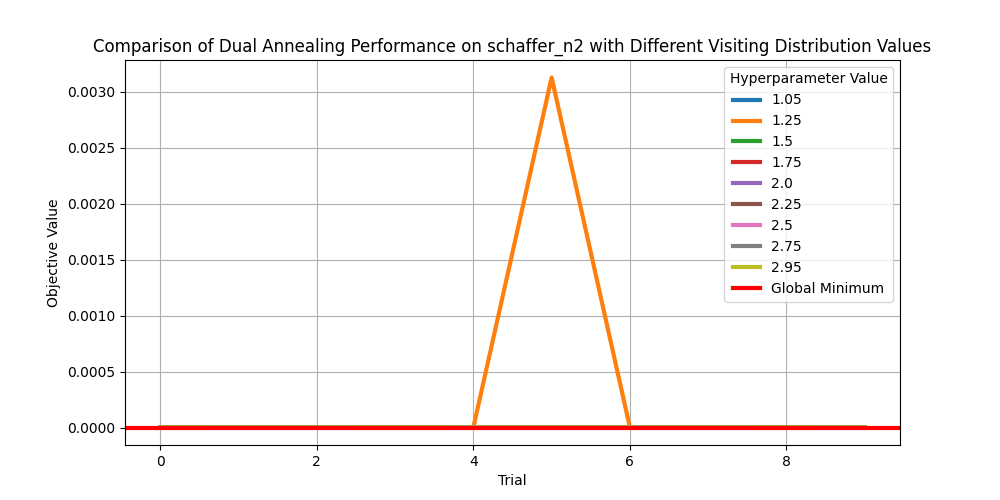 Comparison of Dual Annealing Performance on schaffer_n2 with Different Visiting Distribution Values
Hyperparameter Value
1.05
1.25
1.5
1.75
2.0
2.25
2.5
2.75
2.95
Global Minimum
Objective Value
0.0030
0.0025
0.0020
0.0015
0.0010
0.0005
0.0000
0 2 4 6 8
Trial